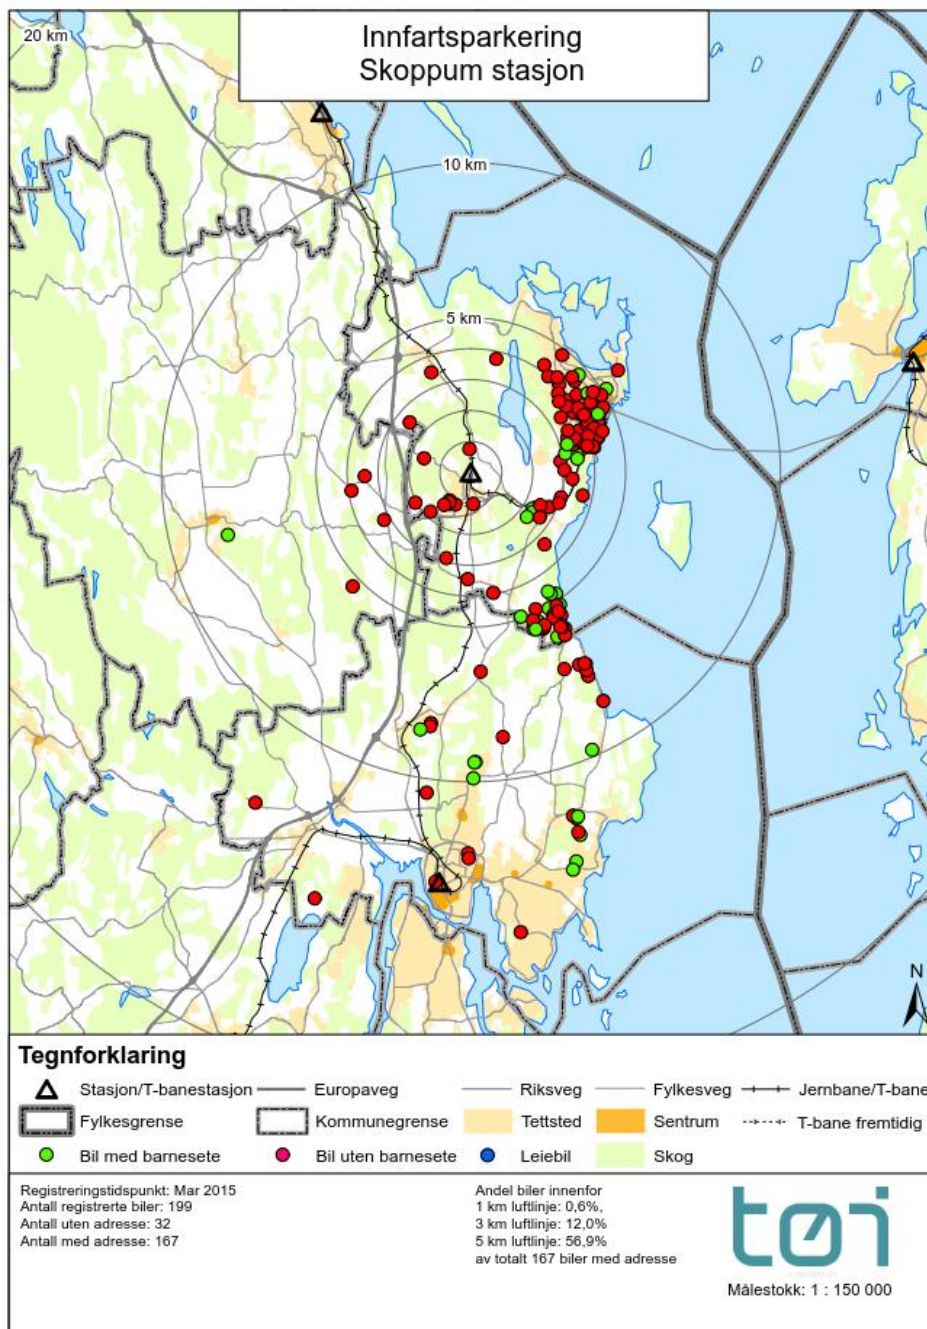 Innfartsparkering
Skoppum stasjon
20 km
10 km
5 km
N
Tegnforklaring
Stasjon/T-banestasjon Europaveg Riksveg Fylkesveg Jernbane/T-bane
Fylkesgrense Kommunegrense Tettsted Sentrum T-bane fremtidig
Bil med barnesete Bil uten barnesete Leiebil Skog
Registreringstidspunkt: Mar 2015
Antall registrerte biler: 199
Antall uten adresse: 32
Antall med adresse: 167
Andel biler innenfor
1 km luftlinje: 0,6%,
3 km luftlinje: 12,0%
5 km luftlinje: 56,9%
av totalt 167 biler med adresse
tøi
Målestokk: 1 : 150 000